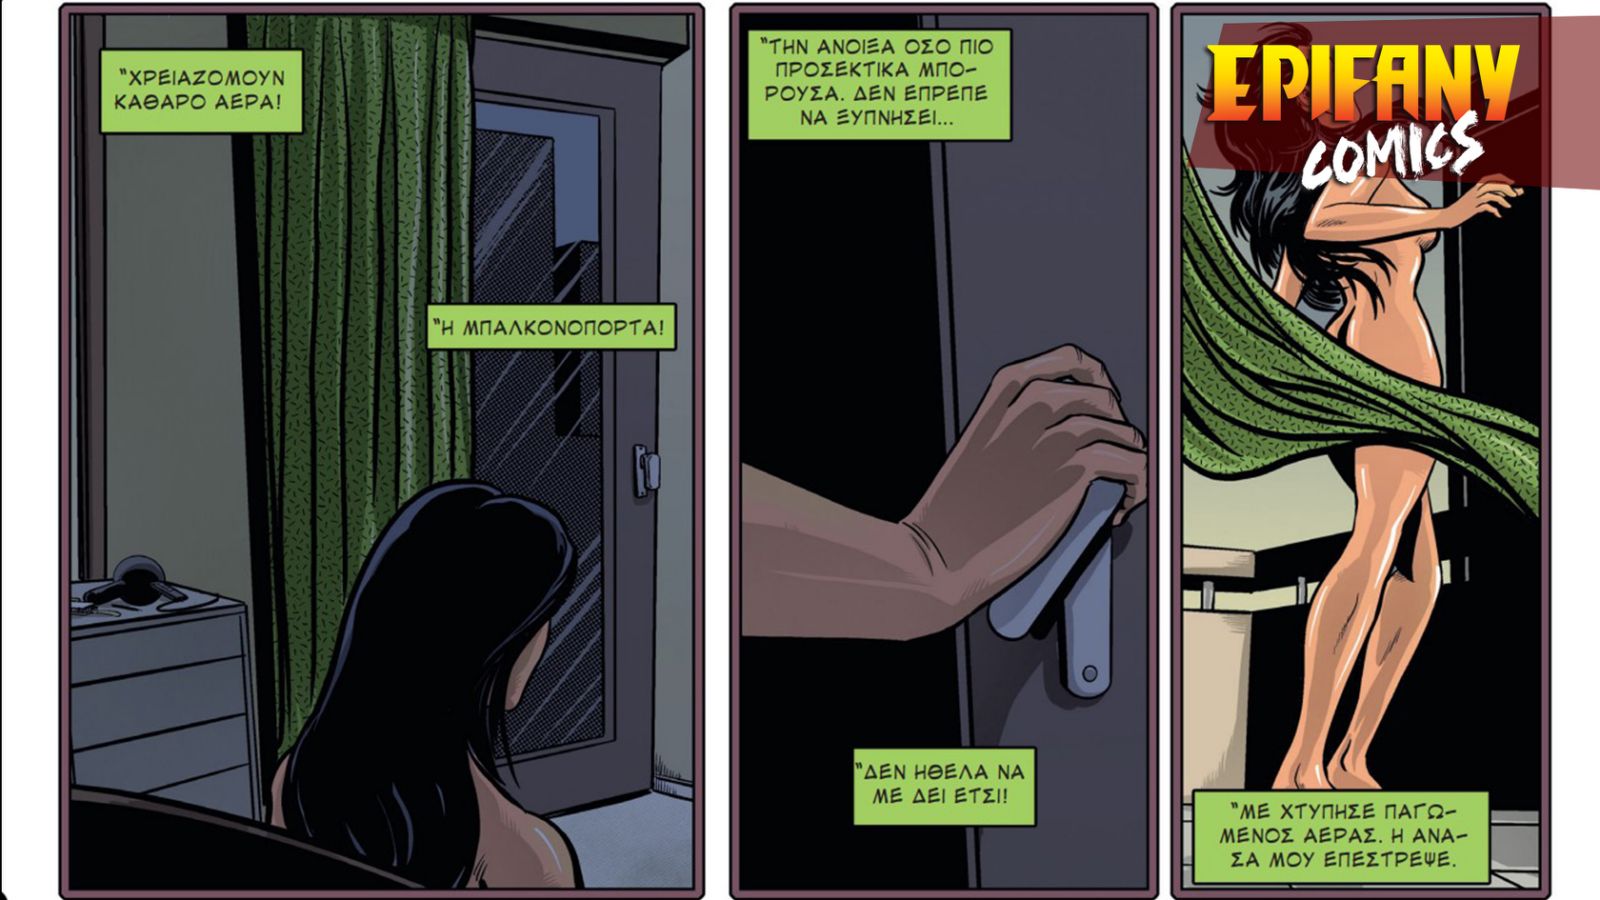 "ΧΡΕΙΑΖΟΜΟΥΝ
ΚΑΘΑΡΟ ΑΕΡΑ!
"Η ΜΠΑΛΚΟΝΟΠΟΡΤΑ!
"ΤΗΝ ΑΝΟΙΞΑ ΟΣΟ ΠΙΟ
ΠΡΟΣΕΚΤΙΚΑ ΜΠΟ-
ΡΟΥΣΑ. ΔΕΝ ΕΠΡΕΠΕ
ΝΑ ΞΥΠΝΗΣΕΙ...
"ΔΕΝ ΗΘΕΛΑ ΝΑ
ΜΕ ΔΕΙ ΕΤΣΙ!
EPIFANY
COMICS
"ΜΕ ΧΤΥΠΗΣΕ ΠΑΓΩ-
ΜΕΝΟΣ ΑΕΡΑΣ. Η ΑΝΑ-
ΣΑ ΜΟΥ ΕΠΕΣΤΡΕΨΕ.